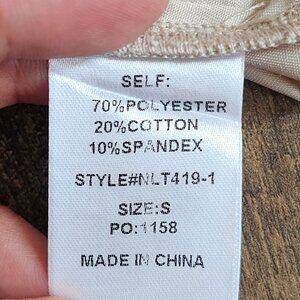 SELF:
70%POLYESTER
20%COTTON
10%SPANDEX
STYLE#NLT419-1
SIZE:S
PO:1158
MADE IN CHINA